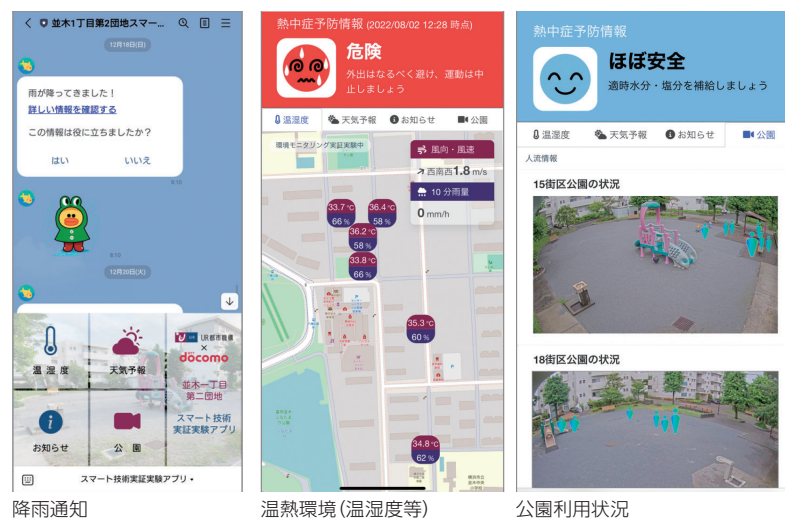 並木1丁目第2団地スマー...
12月18日(日)
雨が降ってきました！
詳しい情報を確認する
この情報は役に立ちましたか？
はい
いいえ
8:10
8:10
12月20日(火)
温 湿 度
天気予報
UR都市機構
×
döcomo
並木一丁目
第二団地
スマート技術
実証実験アプリ
お知らせ
公 園
スマート技術実証実験アプリ
降雨通知
熱中症予防情報 (2022/08/02 12:28 時点)
危険
外出はなるべく避け、運動は中
止しましょう
温湿度
天気予報
お知らせ
公園
環境モニタリング実証実験中
風向・風速
西南西1.8 m/s
10 分雨量
0 mm/h
33.7 ℃
66 %
36.4 ℃
58 %
36.2 ℃
58 %
33.8 ℃
66 %
35.3 ℃
60 %
34.8 ℃
62 %
温熱環境(温湿度等)
熱中症予防情報
ほぼ安全
適時水分・塩分を補給しましょう
温湿度
天気予報
お知らせ
公園
人流情報
15街区公園の状況
18街区公園の状況
公園利用状況